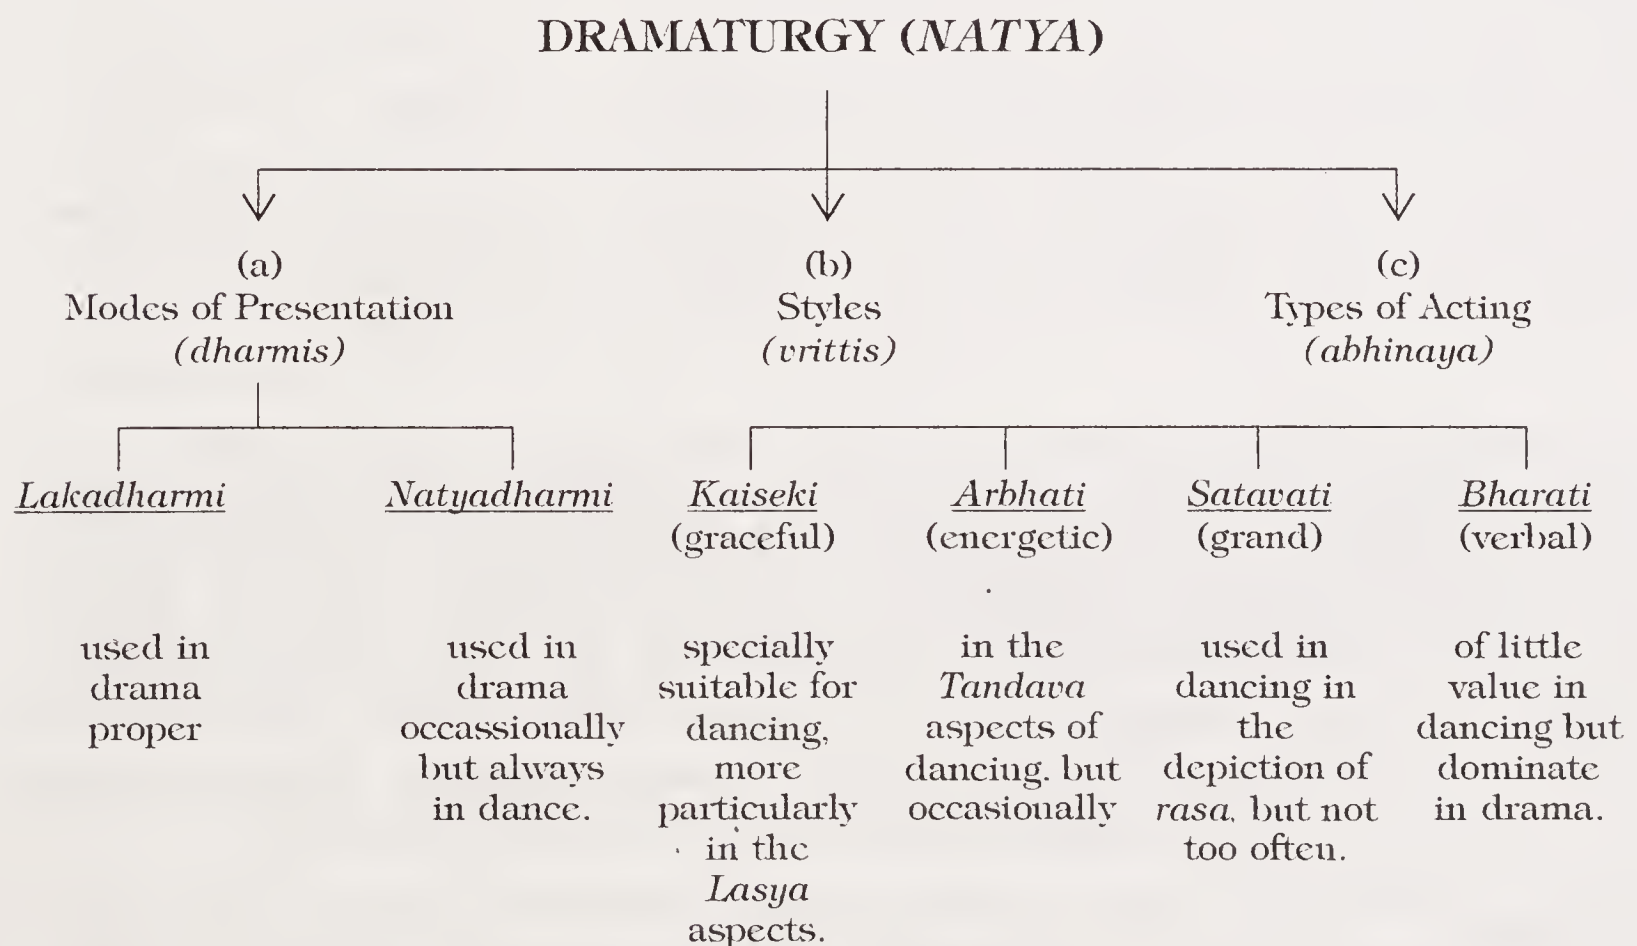 DRAMATURGY (NATYA)
(a)
Modes of Presentation
(dharmis)
(b)
Styles
(vrittis)
(c)
Types of Acting
(abhinaya)
Lakadharmi
used in
drama
proper
Natyadharmi
used in
drama
occassionally
but always
in dance.
Kaiseki
(graceful)
specially
suitable for
dancing,
more
particularly
in the
Lasya
aspects.
Arbhati
(energetic)
in the
Tandava
aspects of
dancing, but
occasionally
Satavati
(grand)
used in
dancing in
the
depiction of
rasa, but not
too often.
Bharati
(verbal)
of little
value in
dancing but
dominate
in drama.